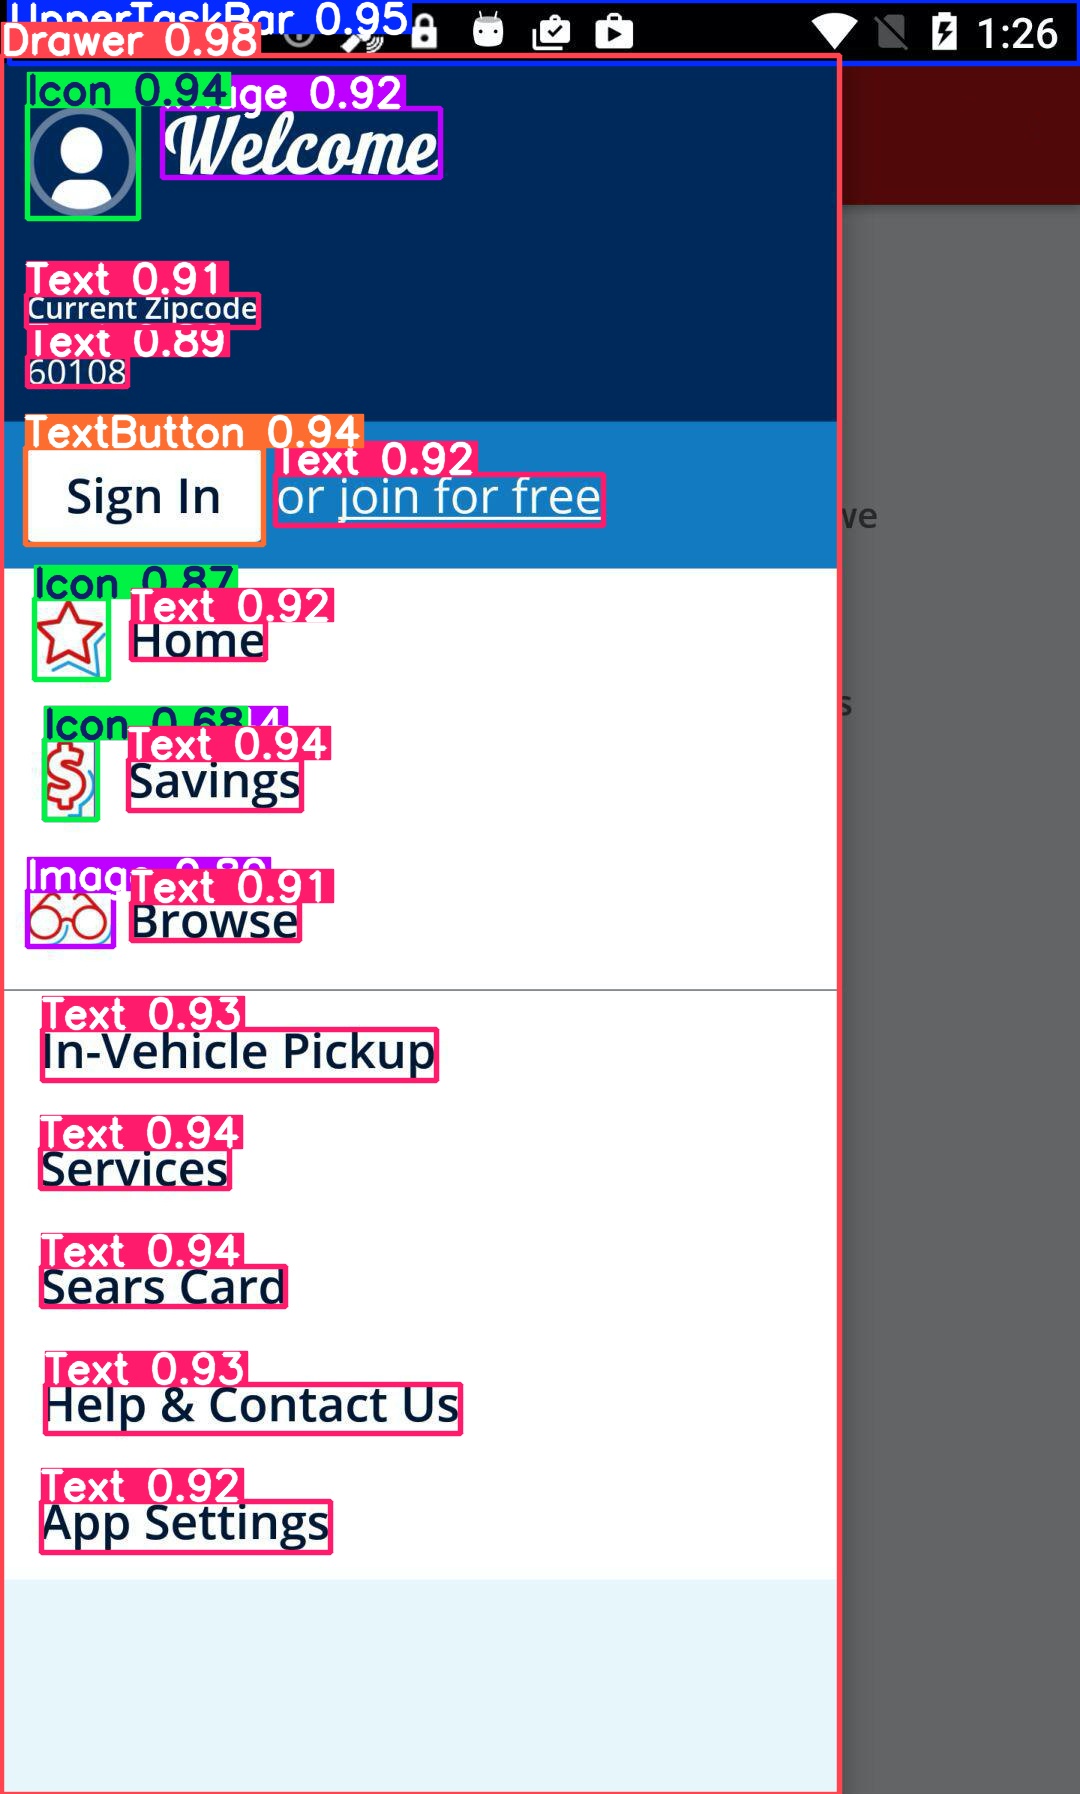 UpperTaskBar 0.95
1:26
Drawer 0.98
Icon 0.94
age 0.92
Welcome
Text 0.91
Current Zipcode
Text 0.89
60108
TextButton 0.94
Text 0.92
Sign In
or join for free
we
Icon 0.87
Text 0.92
Home
s
Icon 0.68
4
Text 0.94
$
Savings
Image 0.89
Text 0.91
Browse
Text 0.93
In-Vehicle Pickup
Text 0.94
Services
Text 0.94
Sears Card
Text 0.93
Help & Contact Us
Text 0.92
App Settings